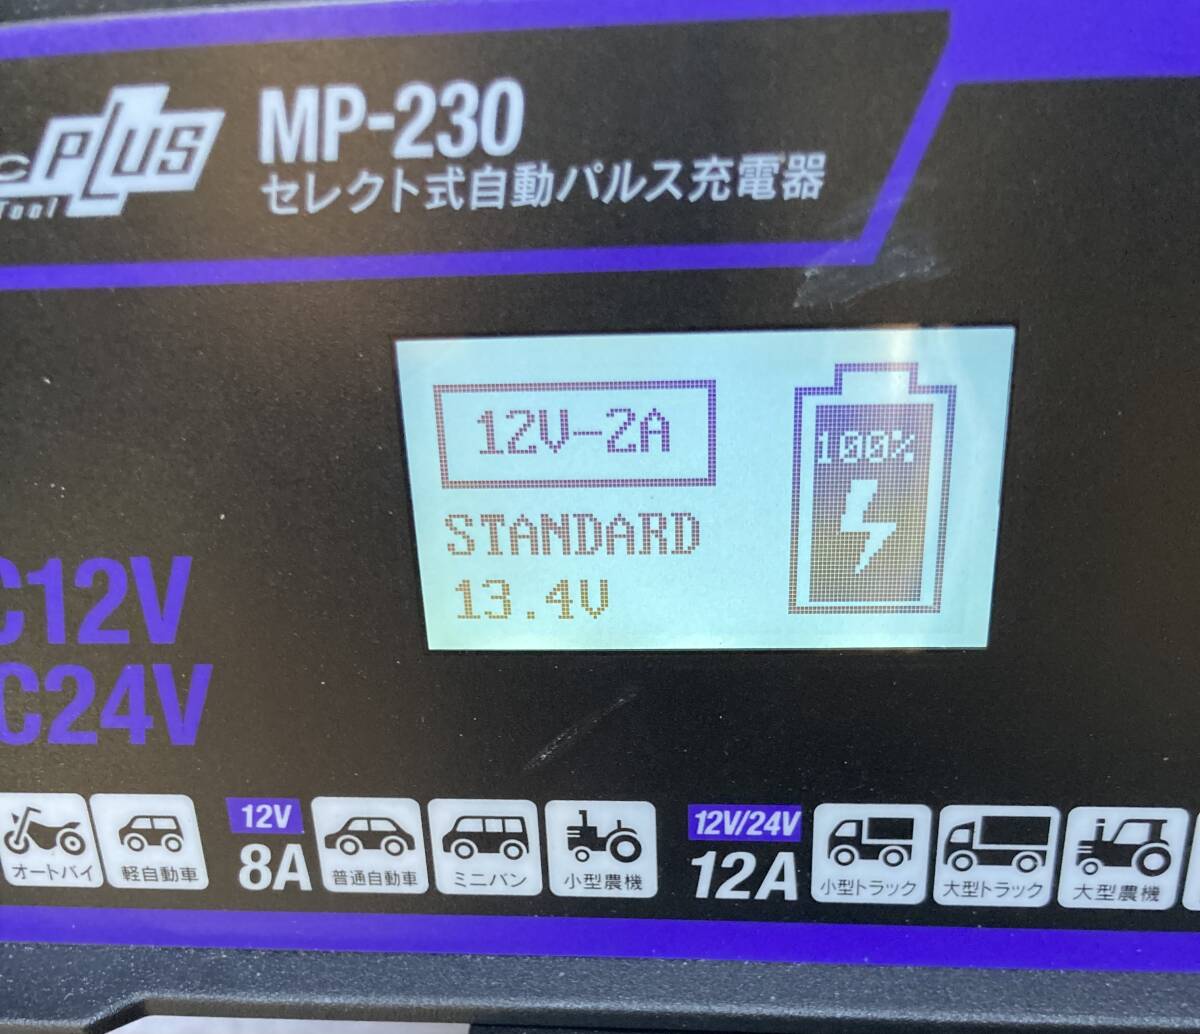 PLUS
Tool
MP-230
セレクト式自動パルス充電器
12V-2A
100%
STANDARD
13.4V
C12V
C24V
オートバイ
軽自動車
12V
8A
普通自動車
ミニバン
小型農機
12V/24V
12A
小型トラック
大型トラック
大型農機